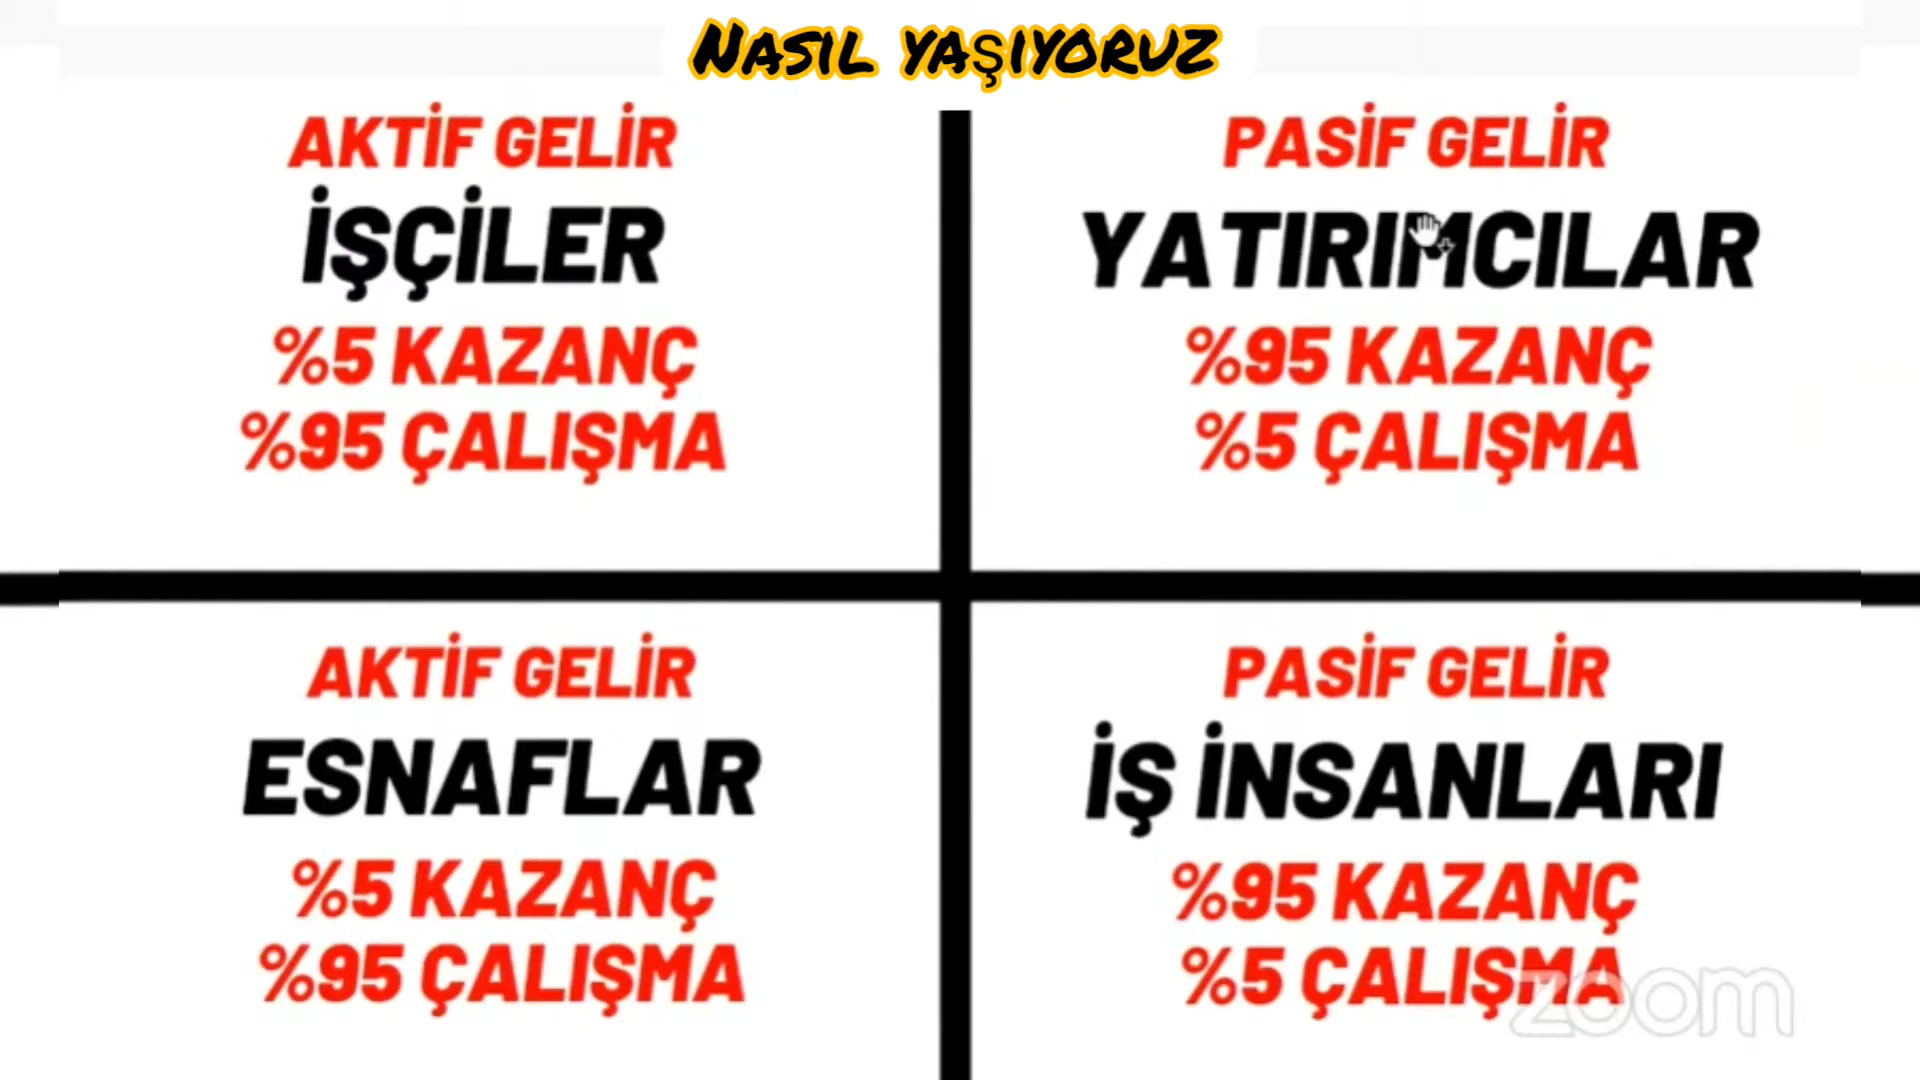 NASIL YAŞIYORUZ
AKTİF GELİR
İŞÇİLER
%5 KAZANÇ
%95 ÇALIŞMA
PASİF GELİR
YATIRIMCILAR
%95 KAZANÇ
%5 ÇALIŞMA
AKTİF GELİR
ESNAFLAR
%5 KAZANÇ
%95 ÇALIŞMA
PASİF GELİR
İŞ İNSANLARI
%95 KAZANÇ
%5 ÇALIŞMA
zoom